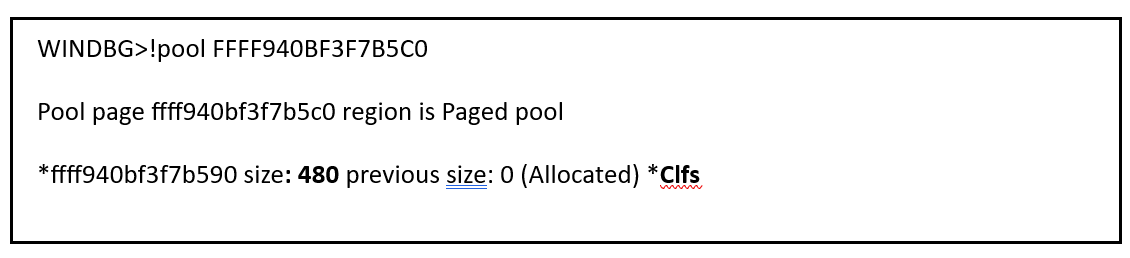 WINDBG>!pool FFFF940BF3F7B5C0
Pool page ffff940bf3f7b5c0 region is Paged pool
*ffff940bf3f7b590 size: 480 previous size: 0 (Allocated) *Clfs